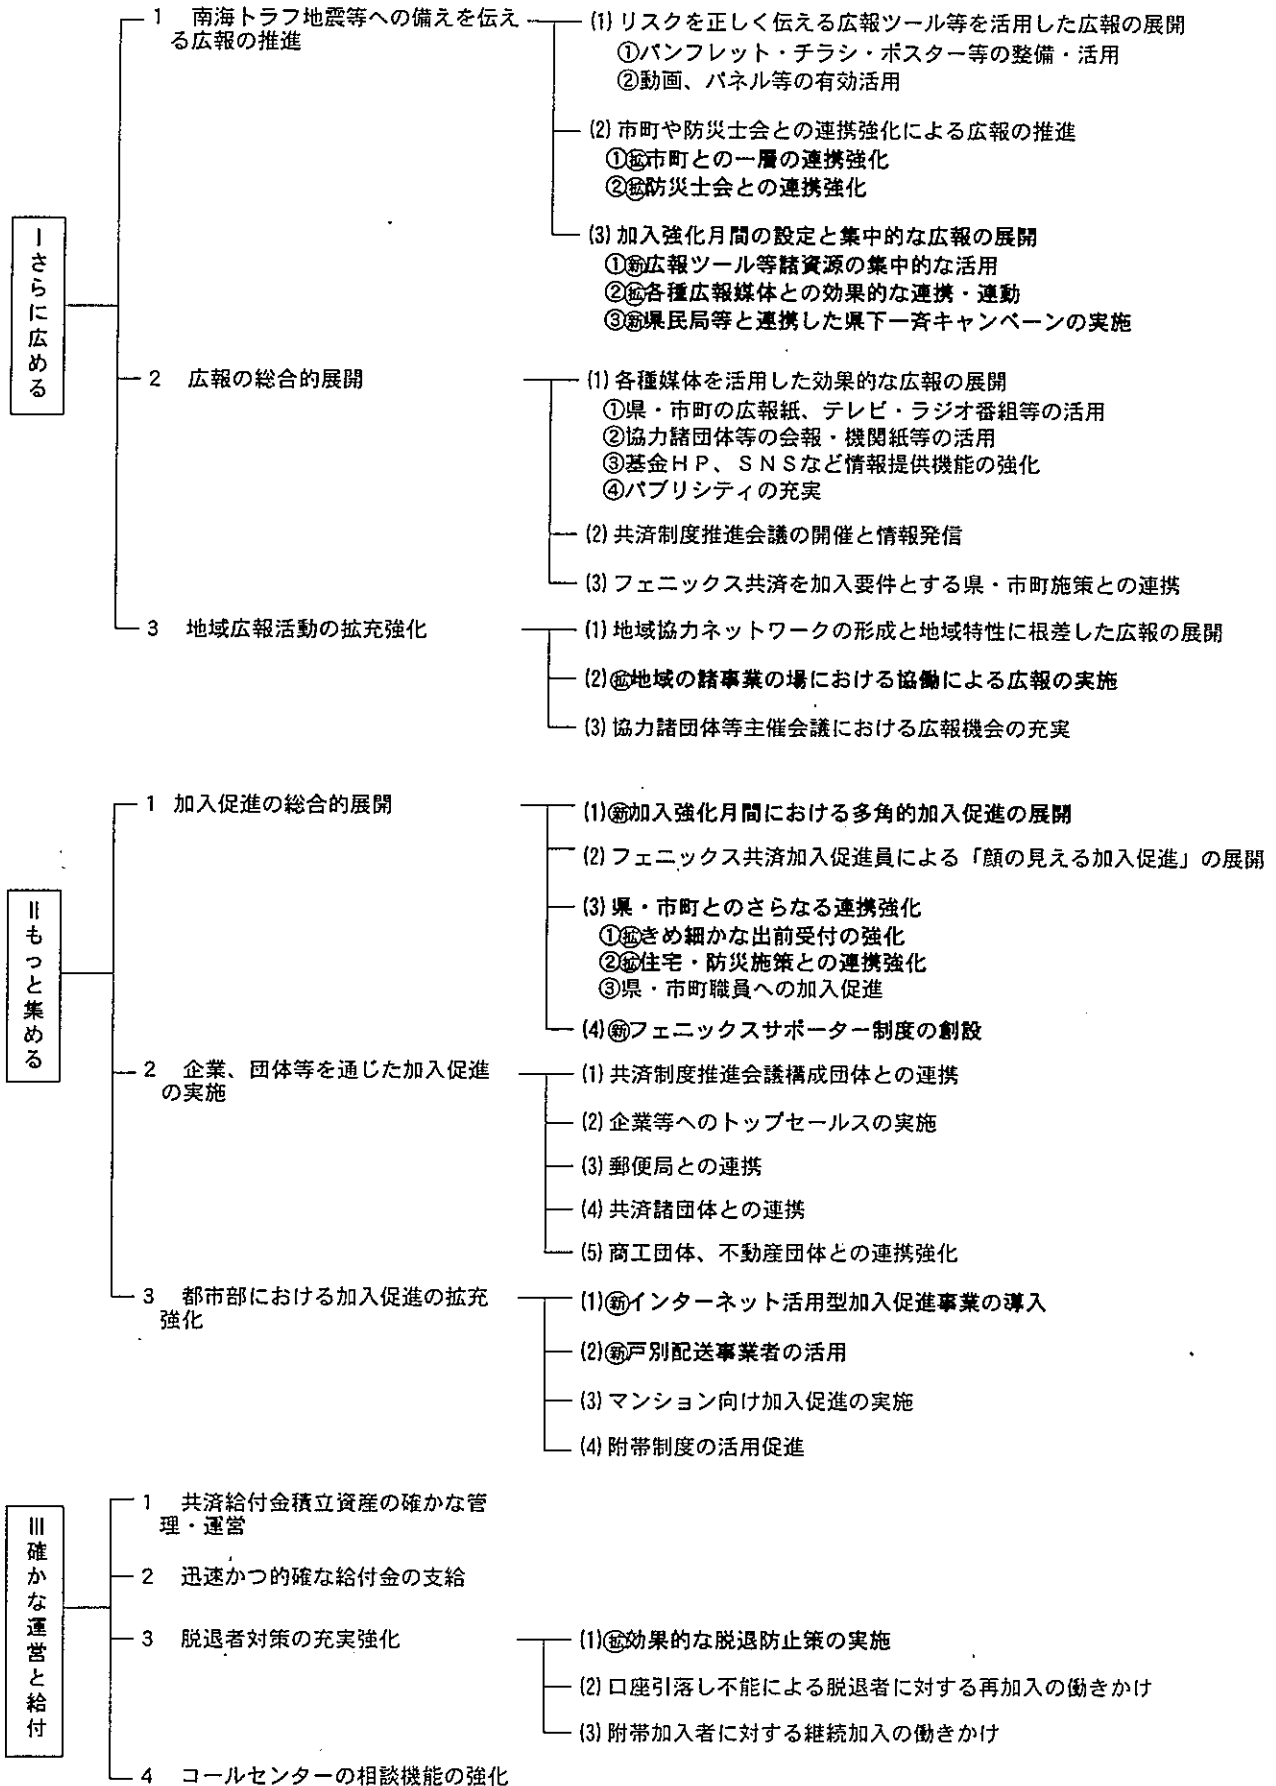 Ⅰさらに広める
1 南海トラフ地震等への備えを伝え
る広報の推進
(1) リスクを正しく伝える広報ツール等を活用した広報の展開
①パンフレット・チラシ・ポスター等の整備・活用
②動画、パネル等の有効活用
(2) 市町や防災士会との連携強化による広報の推進
①㊭市町との一層の連携強化
②㊭防災士会との連携強化
(3) 加入強化月間の設定と集中的な広報の展開
①新広報ツール等諸資源の集中的な活用
②拡各種広報媒体との効果的な連携・連動
③新県民局等と連携した県下一斉キャンペーンの実施
2 広報の総合的展開
(1) 各種媒体を活用した効果的な広報の展開
①県・市町の広報紙、テレビ・ラジオ番組等の活用
②協力諸団体等の会報・機関紙等の活用
③基金HP、SNSなど情報提供機能の強化
④パブリシティの充実
(2) 共済制度推進会議の開催と情報発信
(3) フェニックス共済を加入要件とする県・市町施策との連携
3 地域広報活動の拡充強化
(1) 地域協力ネットワークの形成と地域特性に根差した広報の展開
(2)拡地域の諸事業の場における協働による広報の実施
(3) 協力諸団体等主催会議における広報機会の充実
Ⅱもっと集める
1 加入促進の総合的展開
(1)新加入強化月間における多角的加入促進の展開
(2) フェニックス共済加入促進員による「顔の見える加入促進」の展開
(3) 県・市町とのさらなる連携強化
①拡きめ細かな出前受付の強化
②拡住宅・防災施策との連携強化
③県・市町職員への加入促進
(4)新フェニックスサポーター制度の創設
2 企業、団体等を通じた加入促進
の実施
(1) 共済制度推進会議構成団体との連携
(2) 企業等へのトップセールスの実施
(3) 郵便局との連携
(4) 共済諸団体との連携
(5) 商工団体、不動産団体との連携強化
3 都市部における加入促進の拡充
強化
(1)新インターネット活用型加入促進事業の導入
(2)新戸別配送事業者の活用
(3) マンション向け加入促進の実施
(4) 附帯制度の活用促進
Ⅲ確かな運営と給付
1 共済給付金積立資産の確かな管
理・運営
2 迅速かつ的確な給付金の支給
3 脱退者対策の充実強化
(1)拡効果的な脱退防止策の実施
(2) 口座引落し不能による脱退者に対する再加入の働きかけ
(3) 附帯加入者に対する継続加入の働きかけ
4 コールセンターの相談機能の強化